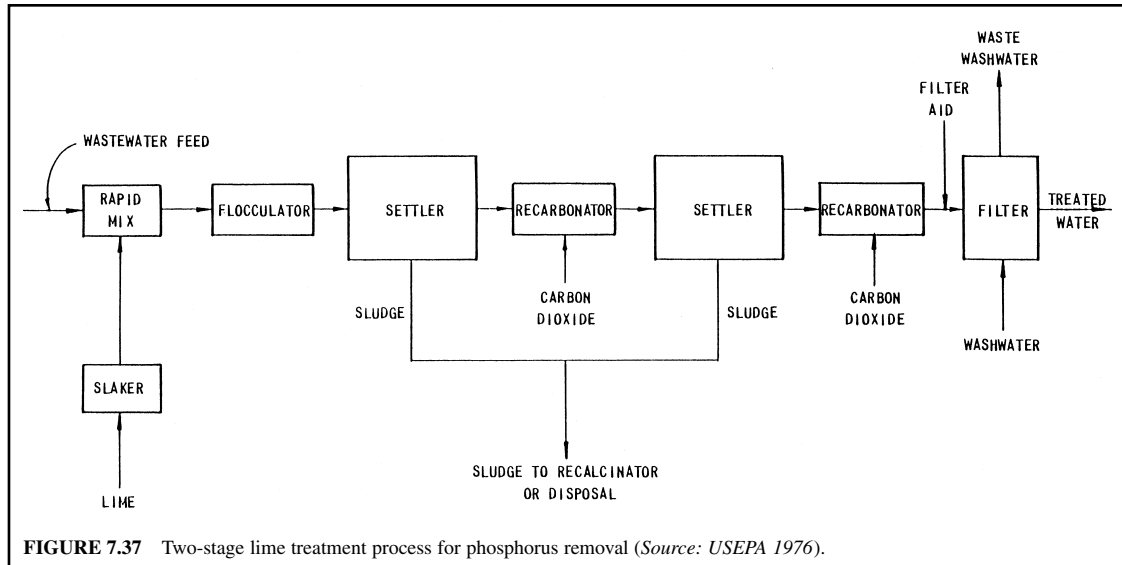 WASTE
WASHWATER
FILTER
AID
WASTEWATER FEED
RAPID
MIX
FLOCCULATOR
SETTLER
RECARBONATOR
SETTLER
RECARBONATOR
FILTER
TREATED
WATER
SLUDGE
CARBON
DIOXIDE
SLUDGE
CARBON
DIOXIDE
WASHWATER
SLAKER
LIME
SLUDGE TO RECALCINATOR
OR DISPOSAL
FIGURE 7.37 Two-stage lime treatment process for phosphorus removal (Source: USEPA 1976).